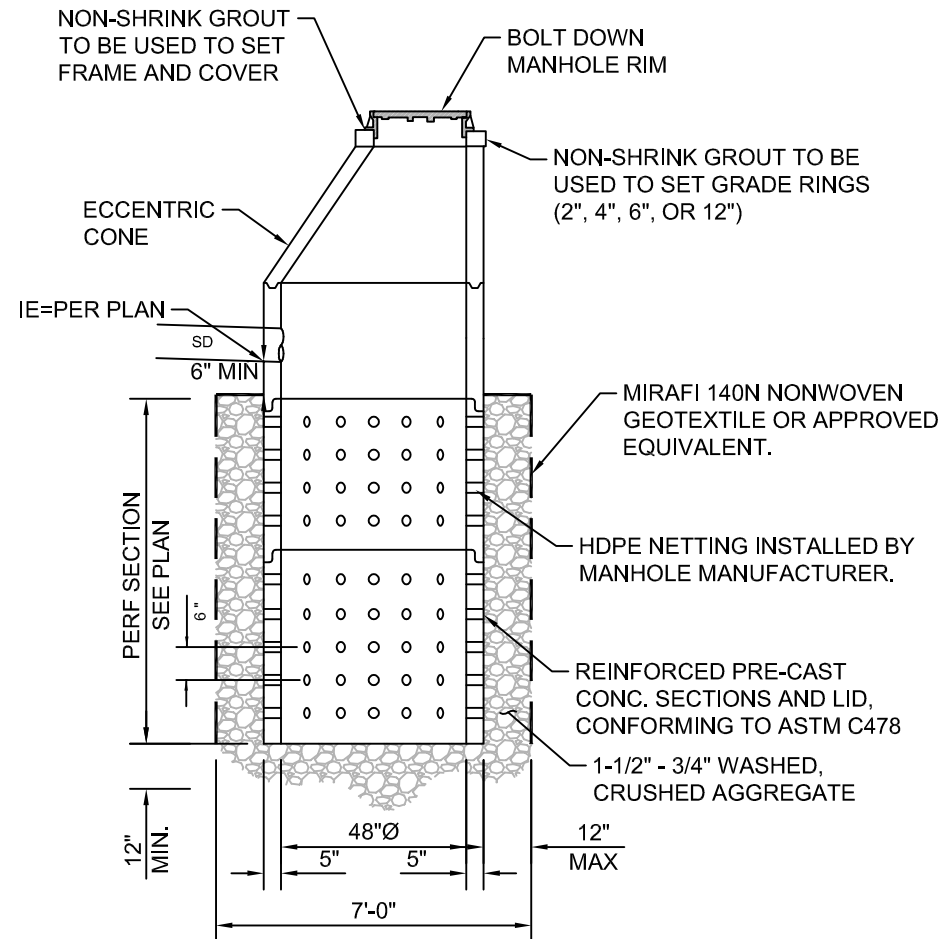 NON-SHRINK GROUT
TO BE USED TO SET
FRAME AND COVER
BOLT DOWN
MANHOLE RIM
NON-SHRINK GROUT TO BE
USED TO SET GRADE RINGS
(2", 4", 6", OR 12")
ECCENTRIC
CONE
IE=PER PLAN
SD
6" MIN
MIRAFI 140N NONWOVEN
GEOTEXTILE OR APPROVED
EQUIVALENT.
HDPE NETTING INSTALLED BY
MANHOLE MANUFACTURER.
PERF SECTION
SEE PLAN
6"
REINFORCED PRE-CAST
CONC. SECTIONS AND LID,
CONFORMING TO ASTM C478
1-1/2" - 3/4" WASHED,
CRUSHED AGGREGATE
12"
MIN.
48"Ø
5"
5"
12"
MAX
7'-0"